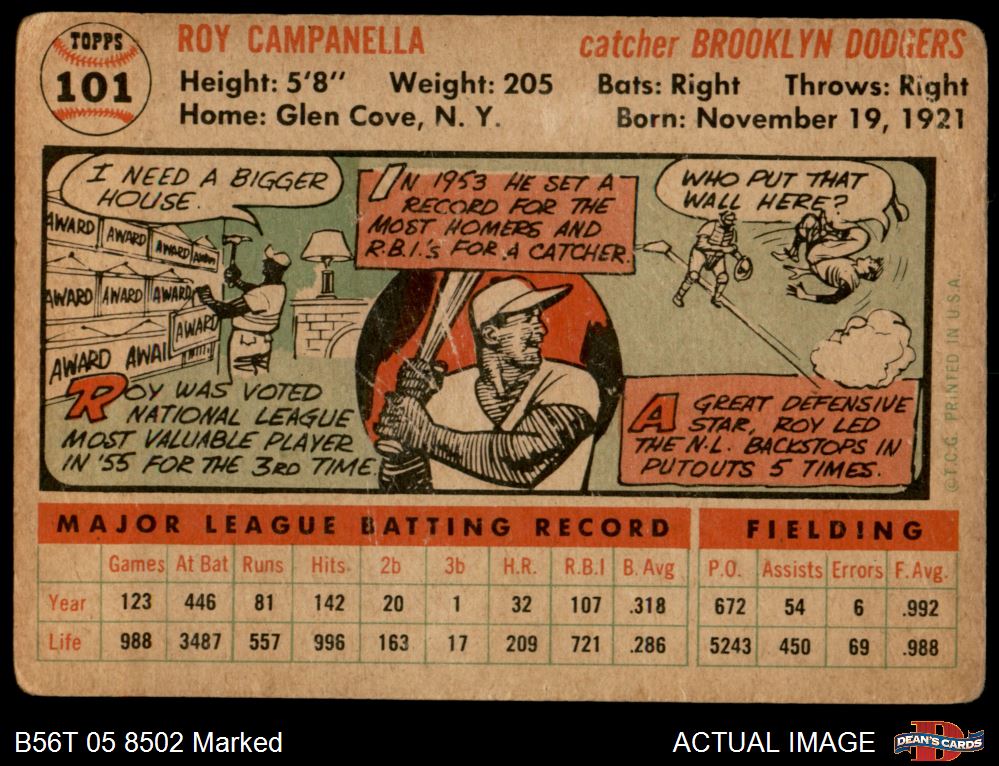 TOPPS
101
ROY CAMPANELLA
catcher BROOKLYN DODGERS
Height: 5'8" Weight: 205 Bats: Right Throws: Right
Home: Glen Cove, N. Y. Born: November 19, 1921
I NEED A BIGGER
HOUSE.
AWARD AWARD AWARD AWARD
AWARD AWARD AWARD
AWARD
AWARD AWAI
ROY WAS VOTED
NATIONAL LEAGUE
MOST VALUABLE PLAYER
IN '55 FOR THE 3RD TIME.
IN 1953 HE SET A
RECORD FOR THE
MOST HOMERS AND
R.B.I.'S FOR A CATCHER.
WHO PUT THAT
WALL HERE?
A GREAT DEFENSIVE
STAR, ROY LED
THE N.L. BACKSTOPS IN
PUTOUTS 5 TIMES.
©T.C.G. PRINTED IN U.S.A.
MAJOR LEAGUE BATTING RECORD FIELDING
Games At Bat Runs Hits. 2b 3b H.R. R.B.I B. Avg P.O. Assists Errors F. Avg.
Year 123 446 81 142 20 1 32 107 .318 672 54 6 .992
Life 988 3487 557 996 163 17 209 721 .286 5243 450 69 .988
B56T 05 8502 Marked
ACTUAL IMAGE
DEAN'S CARDS